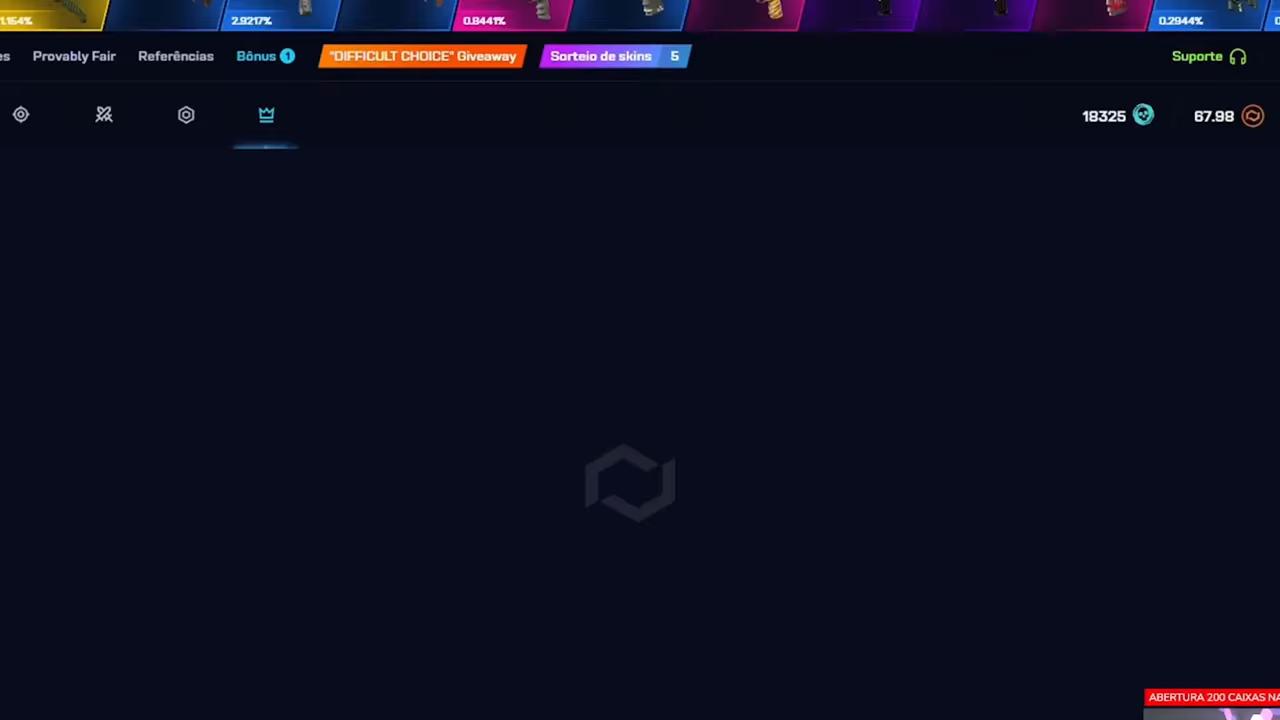 1.154%
2.9217%
0.8441%
0.2944%
es Provably Fair Referências Bônus 1 "DIFFICULT CHOICE" Giveaway Sorteio de skins 5 Suporte
18325 67.98
ABERTURA 200 CAIXAS NA